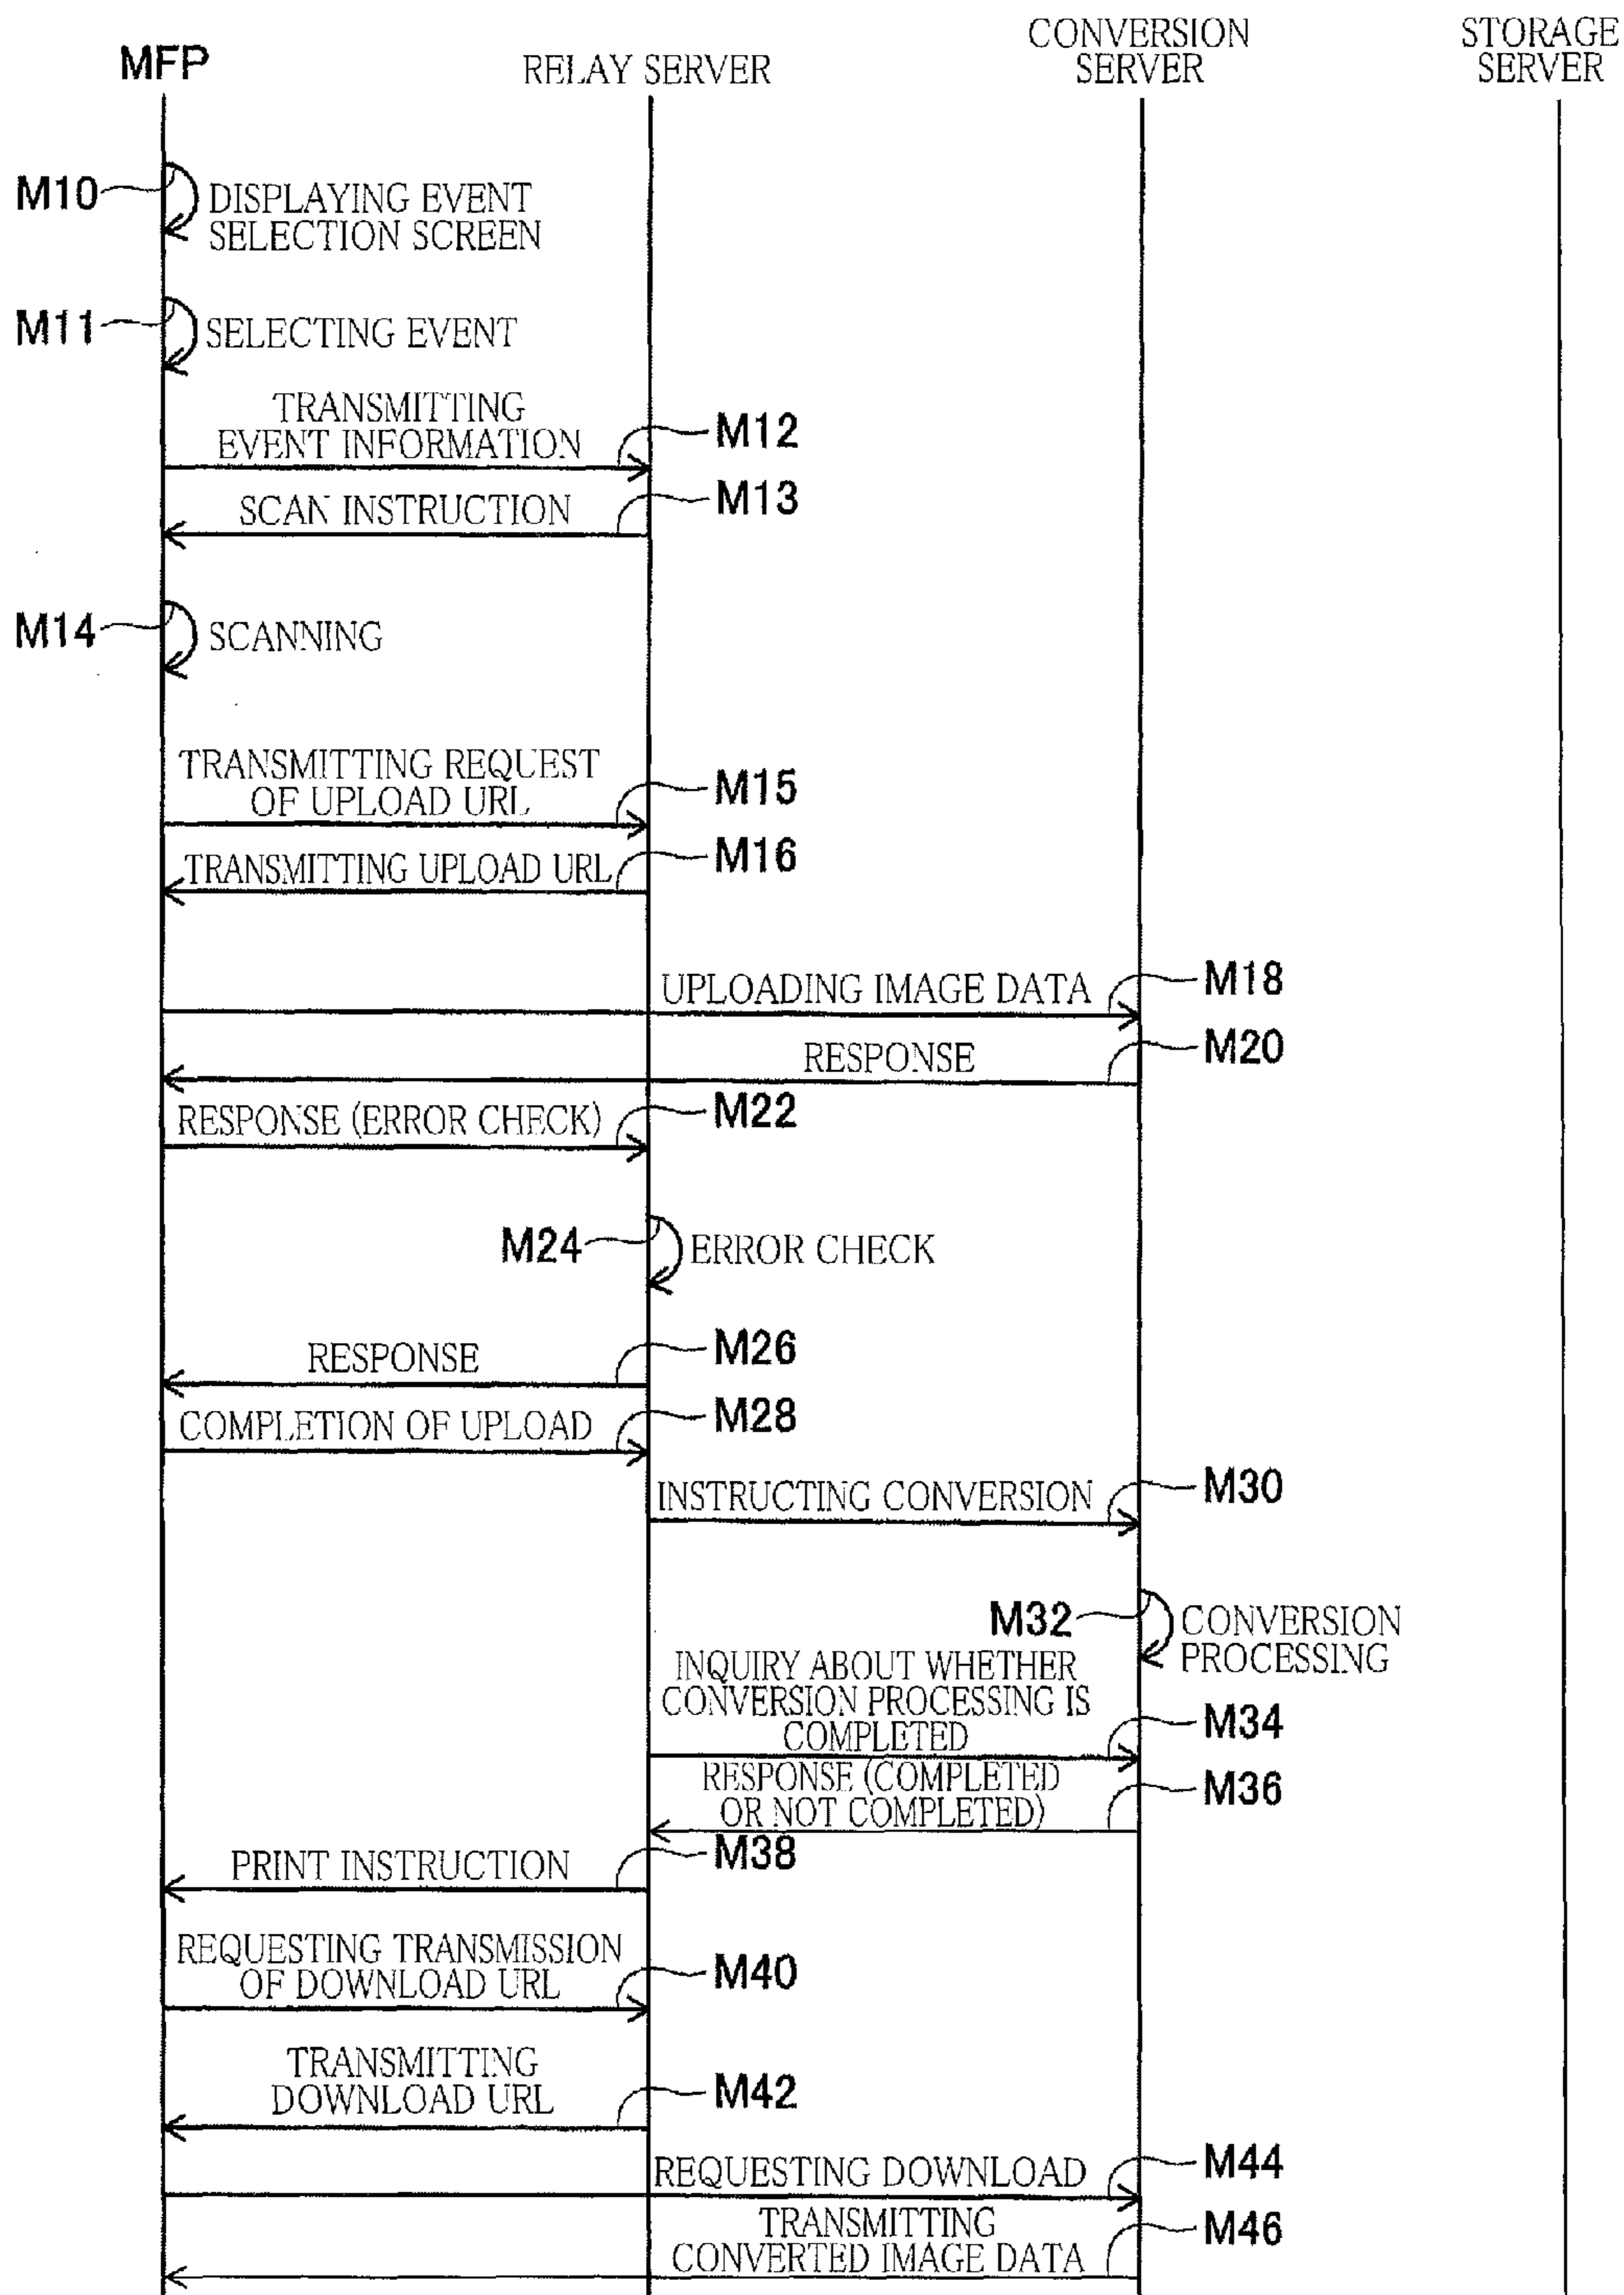 MFP
RELAY SERVER
CONVERSION
SERVER
STORAGE
SERVER
M10
DISPLAYING EVENT
SELECTION SCREEN
M11
SELECTING EVENT
TRANSMITTING
EVENT INFORMATION
M12
SCAN INSTRUCTION
M13
M14
SCANNING
TRANSMITTING REQUEST
OF UPLOAD URL
M15
TRANSMITTING UPLOAD URL
M16
UPLOADING IMAGE DATA
M18
RESPONSE
M20
RESPONSE (ERROR CHECK)
M22
M24
ERROR CHECK
RESPONSE
M26
COMPLETION OF UPLOAD
M28
INSTRUCTING CONVERSION
M30
M32
CONVERSION
PROCESSING
INQUIRY ABOUT WHETHER
CONVERSION PROCESSING IS
COMPLETED
M34
RESPONSE (COMPLETED
OR NOT COMPLETED)
M36
PRINT INSTRUCTION
M38
REQUESTING TRANSMISSION
OF DOWNLOAD URL
M40
TRANSMITTING
DOWNLOAD URL
M42
REQUESTING DOWNLOAD
M44
TRANSMITTING
CONVERTED IMAGE DATA
M46